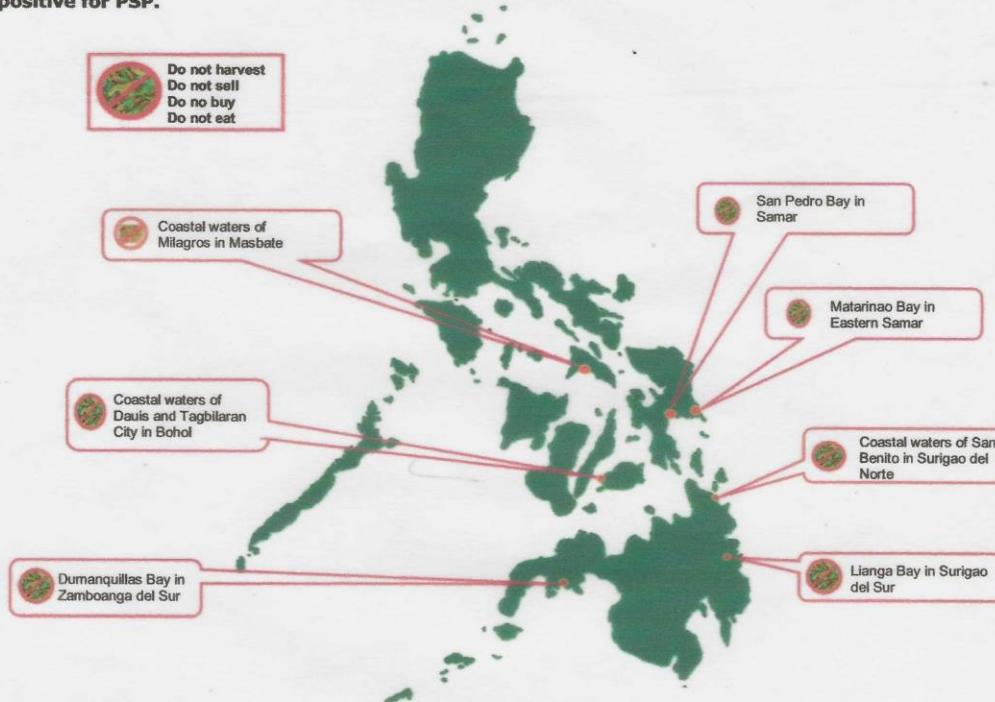 positive for PSP.
Do not harvest
Do not sell
Do no buy
Do not eat
Coastal waters of
Milagros in Masbate
San Pedro Bay in
Samar
Matarinao Bay in
Eastern Samar
Coastal waters of
Dauis and Tagbilaran
City in Bohol
Coastal waters of San
Benito in Surigao del
Norte
Dumanquillas Bay in
Zamboanga del Sur
Lianga Bay in Surigao
del Sur